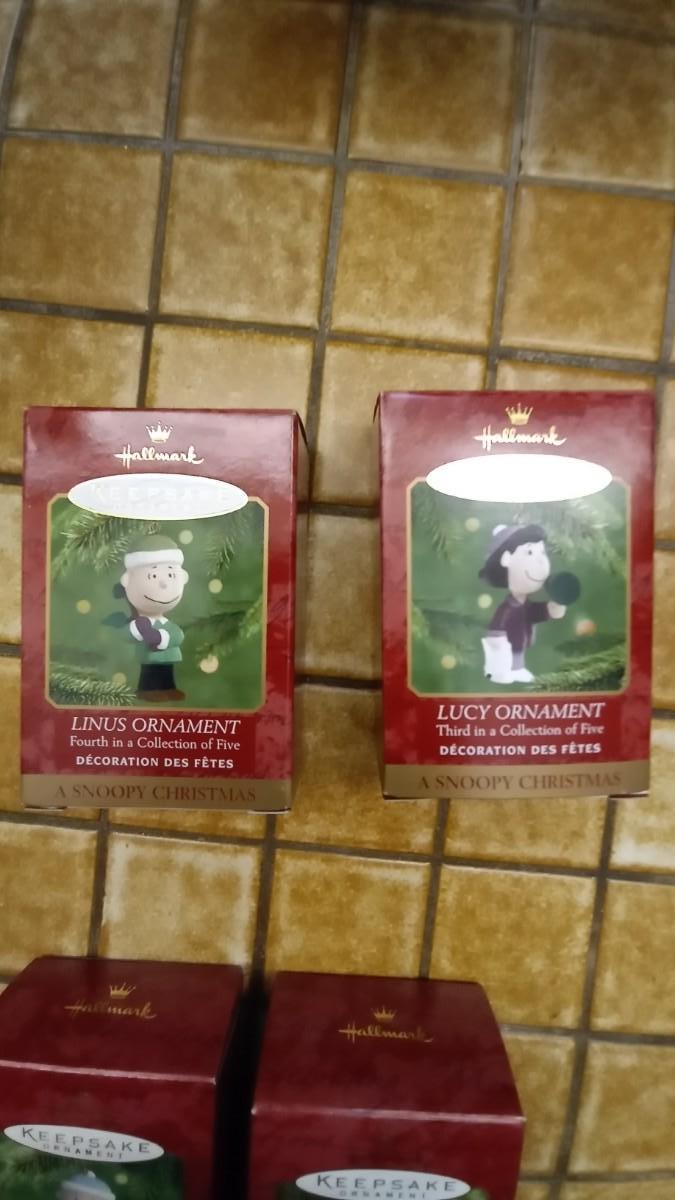 Hallmark
KEEPSAKE
LINUS ORNAMENT
Fourth in a Collection of Five
DÉCORATION DES FÊTES
A SNOOPY CHRISTMAS
Hallmark
LUCY ORNAMENT
Third in a Collection of Five
DÉCORATION DES FÊTES
A SNOOPY CHRISTMAS
Hallmark
KEEPSAKE
ORNAMENT
Hallmark
KEEPSAKE
ORNAMENT